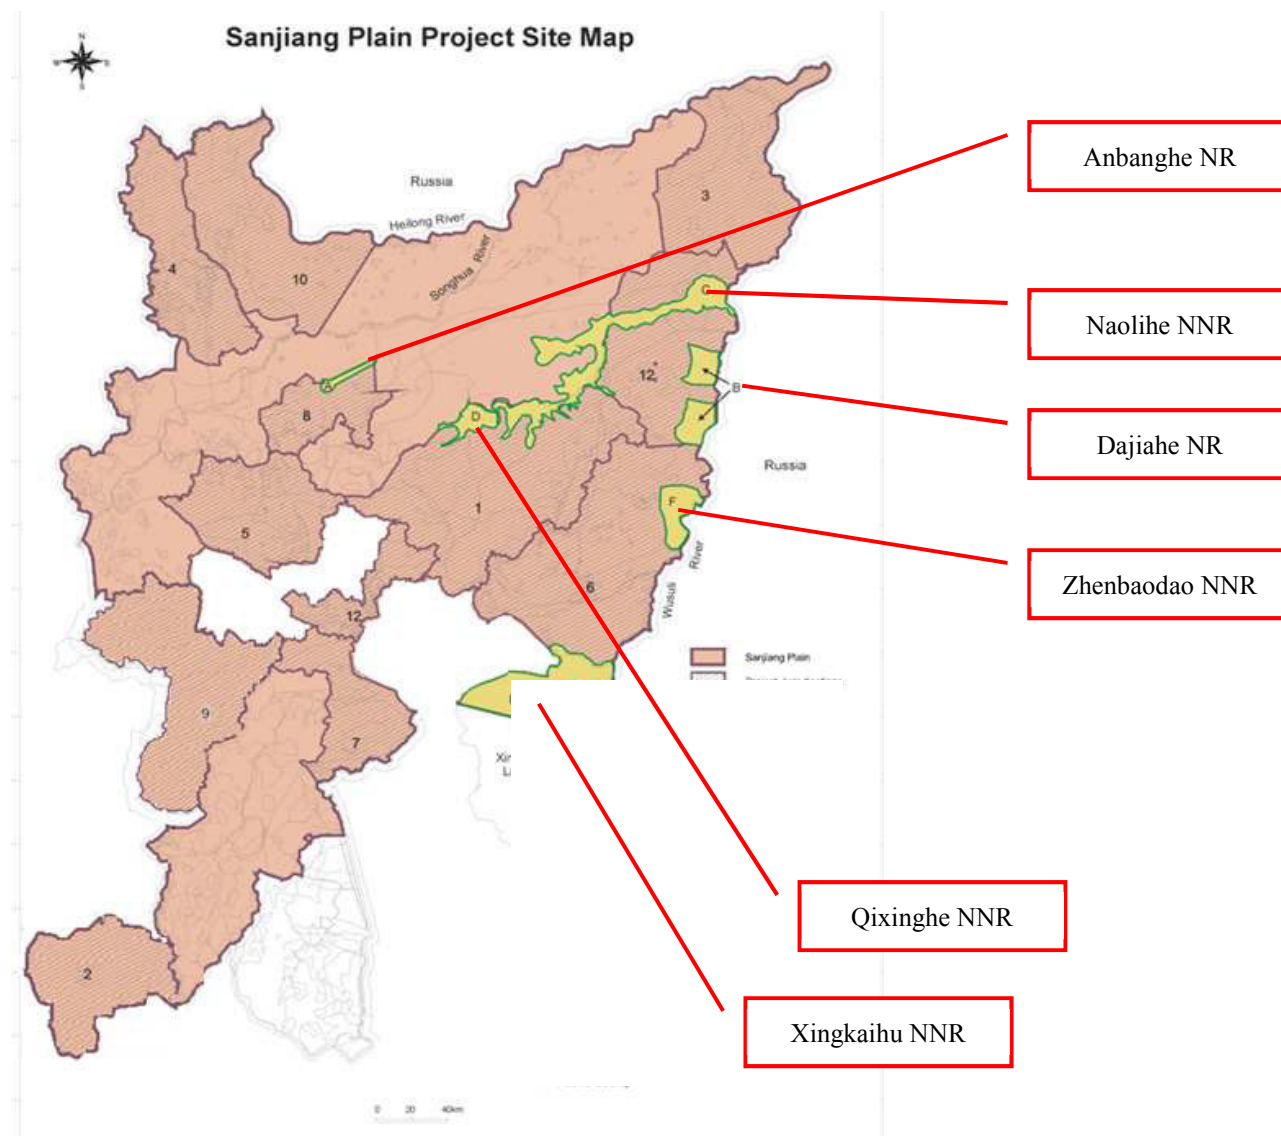 Sanjiang Plain Project Site Map
N
W
E
S
Anbanghe NR
Russia
Heilong River
3
4
10
Songhua River
C
Naolihe NNR
A
12
B
8
D
Dajiahe NR
Russia
1
F
5
Zhenbaodao NNR
Wusuli River
6
12
Sanjiang Plain
9
7
Qixinghe NNR
2
Xingkaihu NNR
0 20 40km